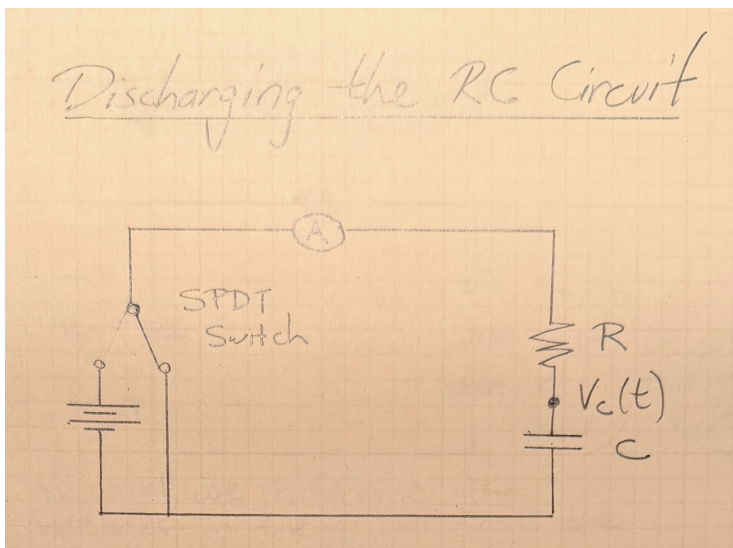 Discharging the RC Circuit
A
SPDT
Switch
R
Vc(t)
C